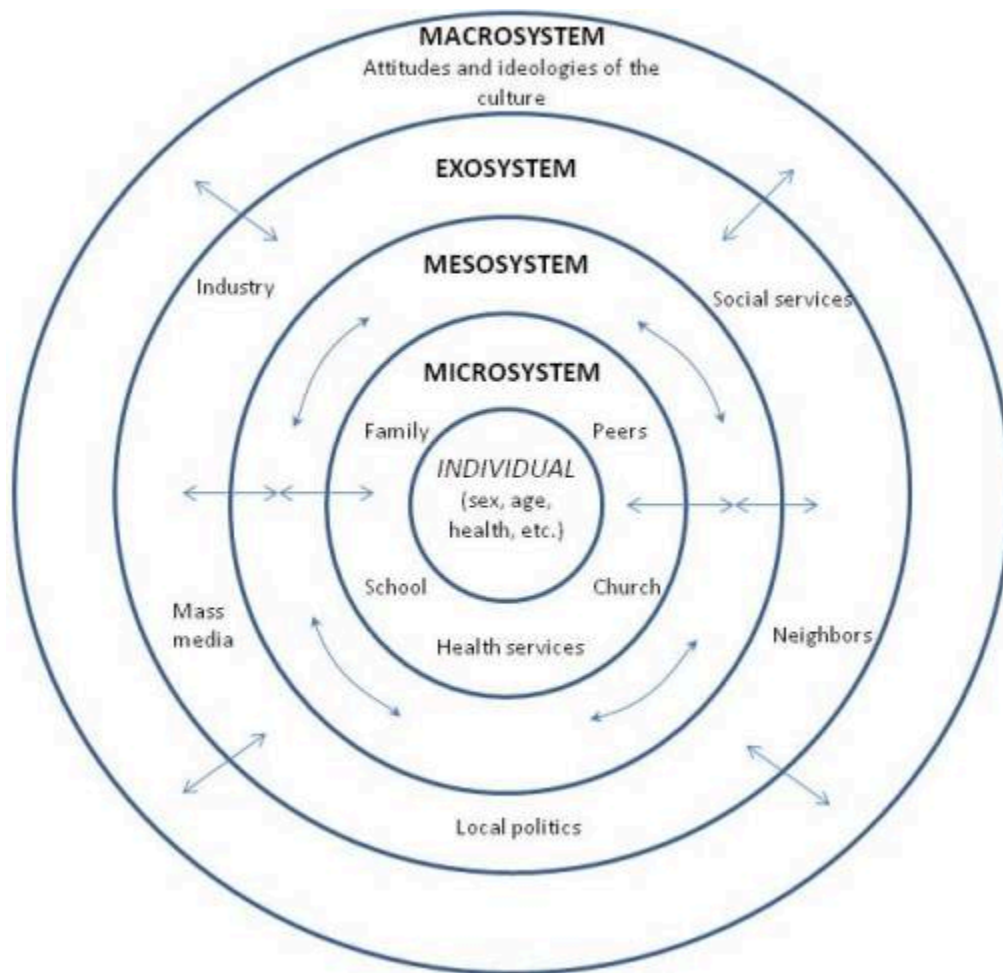 MACROSYSTEM
Attitudes and ideologies of the
culture
EXOSYSTEM
MESOSYSTEM
Industry
Social services
MICROSYSTEM
Family
Peers
INDIVIDUAL
(sex, age,
health, etc.)
School
Church
Mass
media
Health services
Neighbors
Local politics